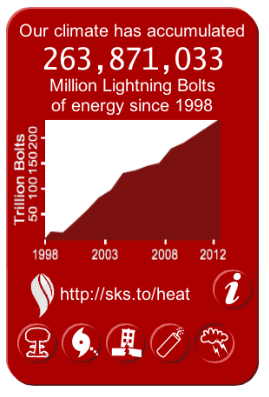 Our climate has accumulated
263,871,033
Million Lightning Bolts
of energy since 1998
Trillion Bolts
50 100 150 200
1998 2003 2008 2012
http://sks.to/heat
i